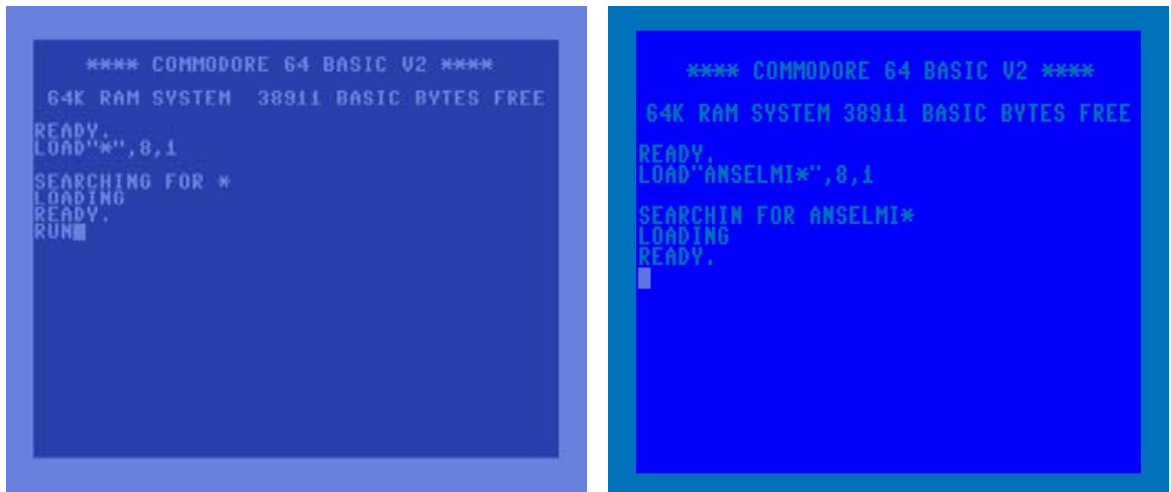 **** COMMODORE 64 BASIC V2 ****
64K RAM SYSTEM  38911 BASIC BYTES FREE
READY.
LOAD"*",8,1
SEARCHING FOR *
LOADING
READY.
RUN
**** COMMODORE 64 BASIC V2 ****
64K RAM SYSTEM 38911 BASIC BYTES FREE
READY.
LOAD"ANSELMI*",8,1
SEARCHIN FOR ANSELMI*
LOADING
READY.